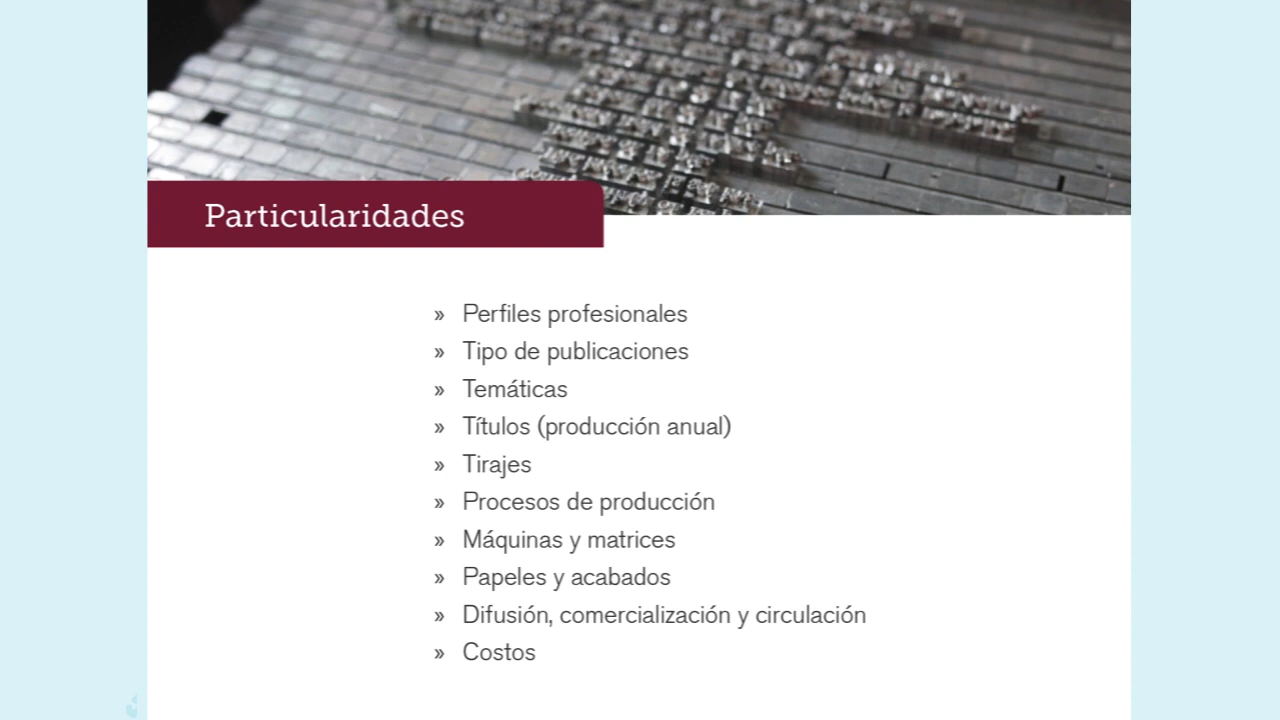 Particularidades
» Perfiles profesionales
» Tipo de publicaciones
» Temáticas
» Títulos (producción anual)
» Tirajes
» Procesos de producción
» Máquinas y matrices
» Papeles y acabados
» Difusión, comercialización y circulación
» Costos